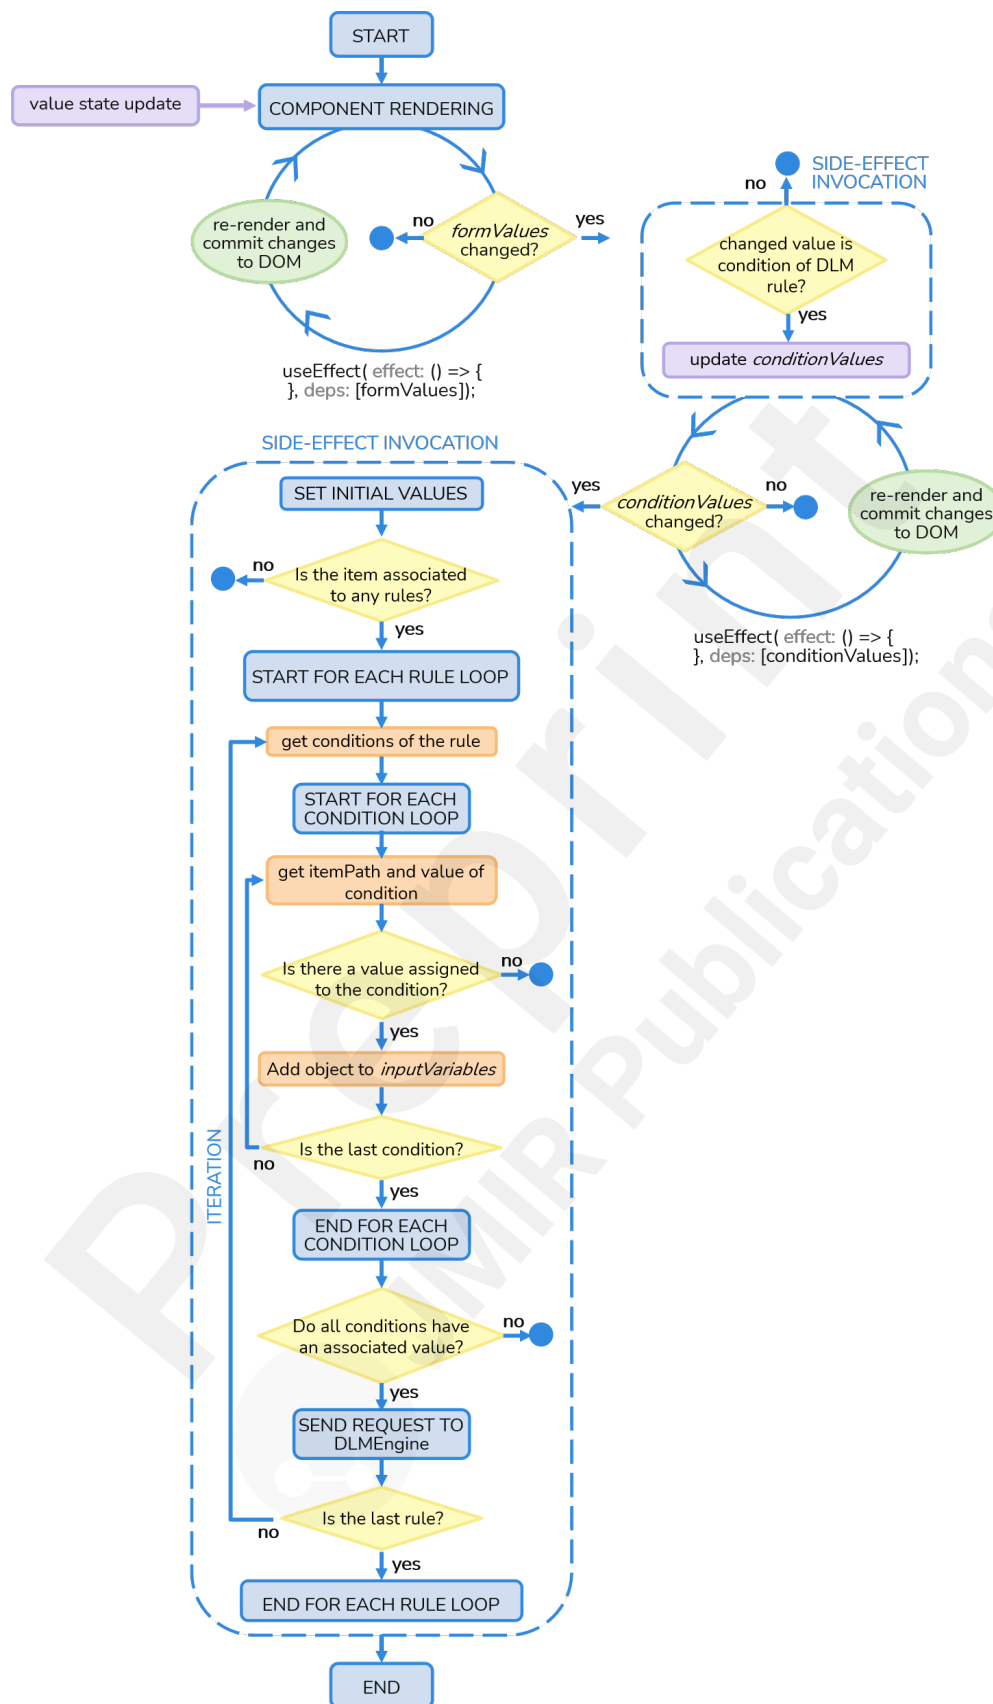 START
value state update
COMPONENT RENDERING
SIDE-EFFECT
INVOCATION
no
re-render and
commit changes
to DOM
no
formValues
changed?
yes
changed value is
condition of DLM
rule?
yes
update conditionValues
useEffect( effect: () => {
}, deps: [formValues]);
SIDE-EFFECT INVOCATION
SET INITIAL VALUES
yes
conditionValues
changed?
no
re-render and
commit changes
to DOM
no
Is the item associated
to any rules?
yes
useEffect( effect: () => {
}, deps: [conditionValues]);
START FOR EACH RULE LOOP
get conditions of the rule
START FOR EACH
CONDITION LOOP
get itemPath and value of
condition
Is there a value assigned
to the condition?
no
yes
Add object to inputVariables
Is the last condition?
no
yes
ITERATION
END FOR EACH
CONDITION LOOP
Do all conditions have
an associated value?
no
yes
SEND REQUEST TO
DLMEngine
Is the last rule?
no
yes
END FOR EACH RULE LOOP
END
Preprint
JMIR Publications